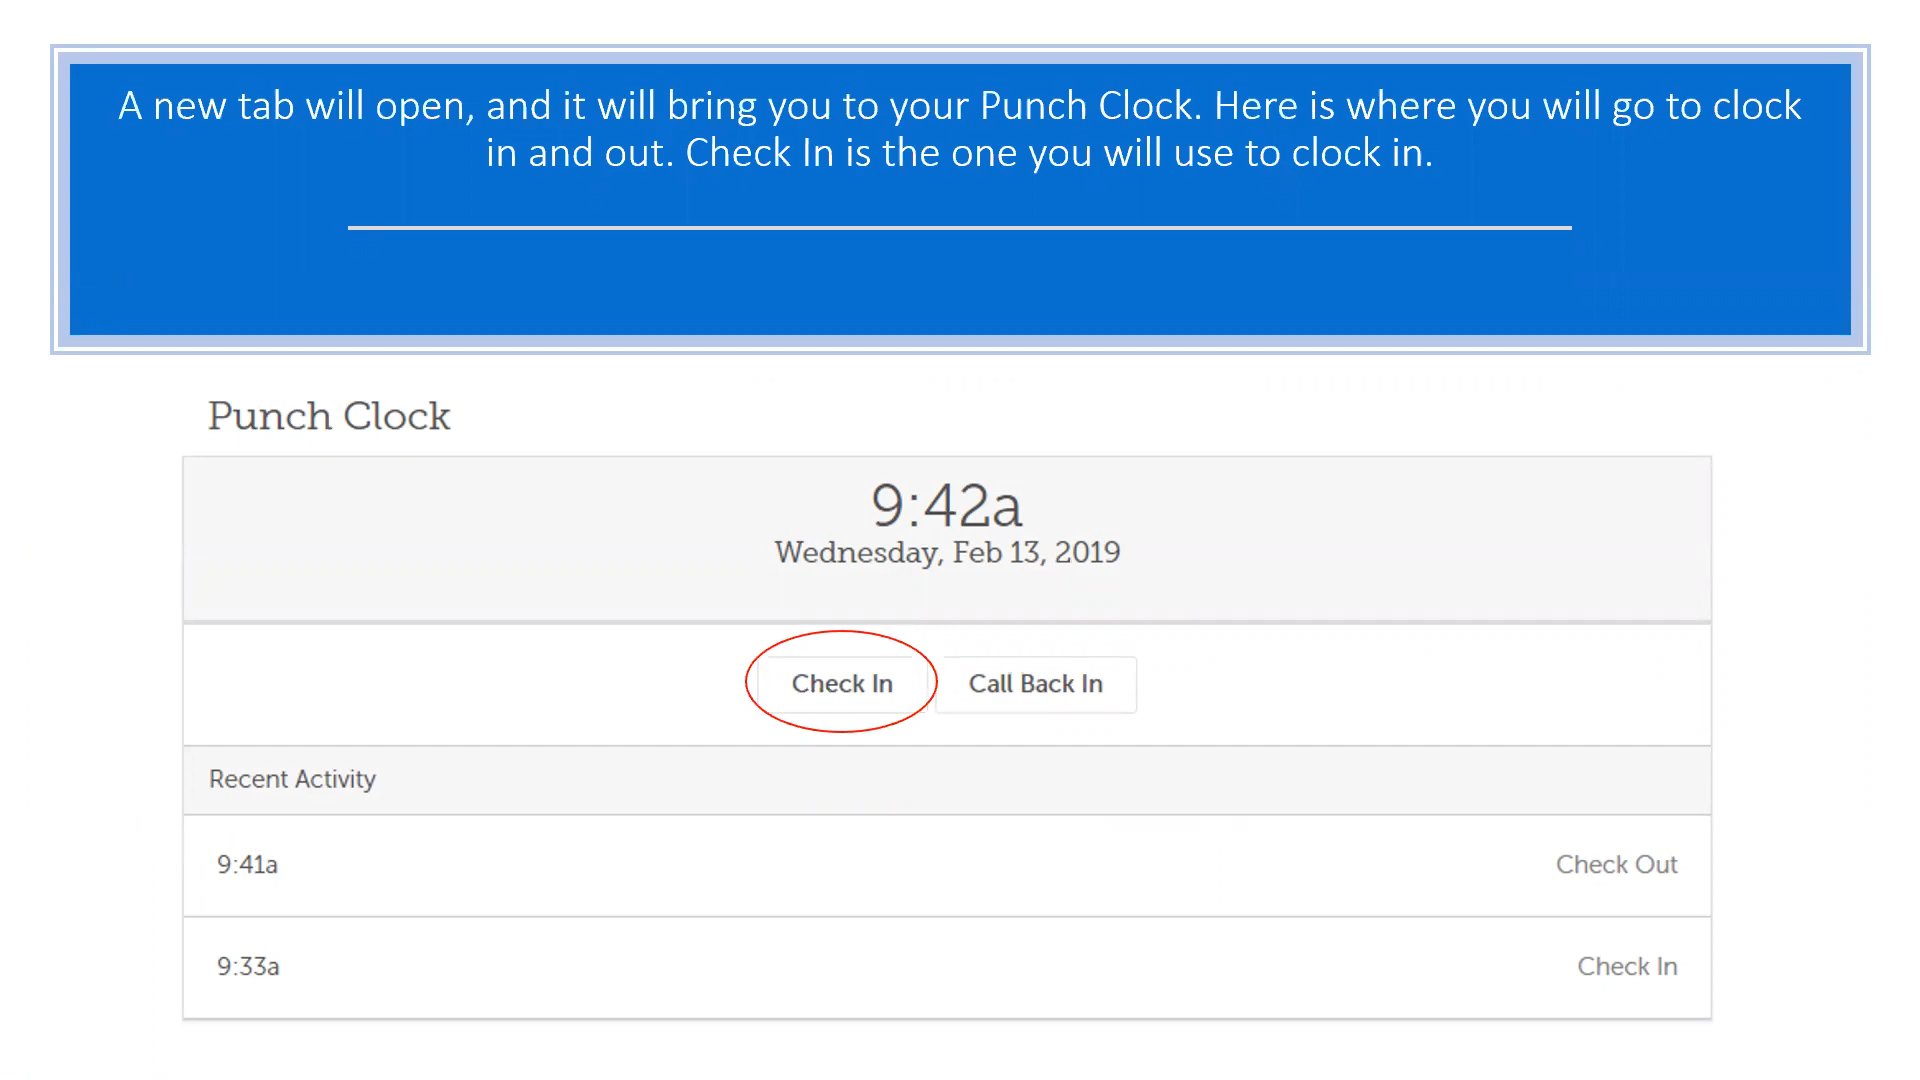 A new tab will open, and it will bring you to your Punch Clock. Here is where you will go to clock
in and out. Check In is the one you will use to clock in.
Punch Clock
9:42a
Wednesday, Feb 13, 2019
Check In Call Back In
Recent Activity
9:41a Check Out
9:33a Check In